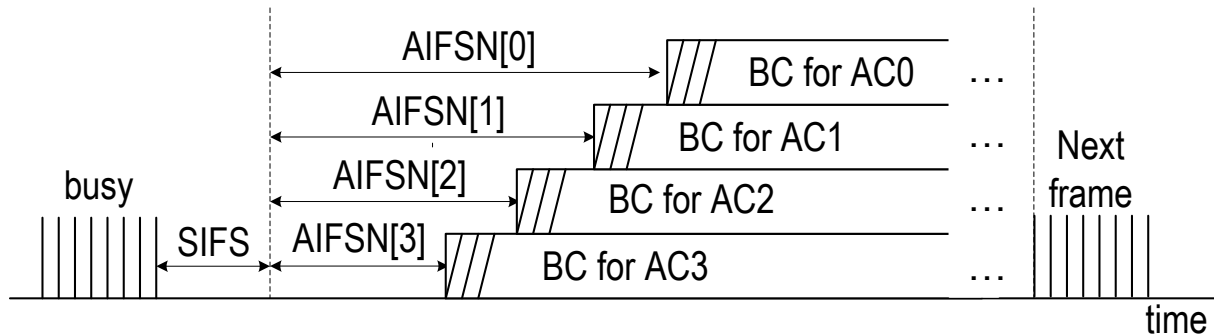 AIFSN[0]
BC for AC0
...
AIFSN[1]
BC for AC1
...
Next
frame
busy
AIFSN[2]
BC for AC2
...
SIFS
AIFSN[3]
BC for AC3
...
time